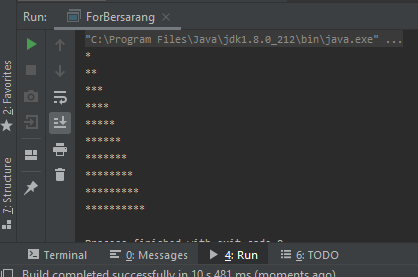 Run: ForBersarang
"C:\Program Files\Java\jdk1.8.0_212\bin\java.exe" ...
*
**
***
****
*****
******
*******
********
*********
**********
Process finished with exit code 0
2: Favorites
7: Structure
Terminal 0: Messages 4: Run 6: TODO
Build completed successfully in 10 s 481 ms (moments ago)